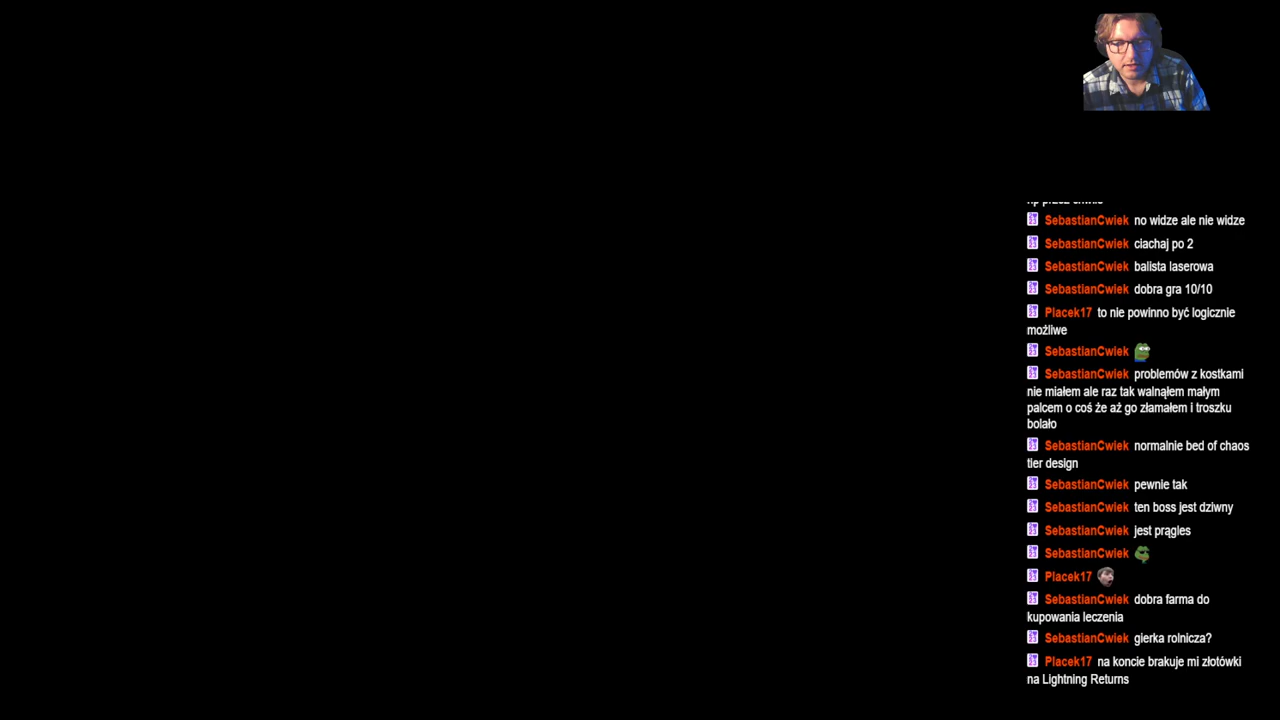 SebastianCwiek no widze ale nie widze
SebastianCwiek ciachaj po 2
SebastianCwiek balista laserowa
SebastianCwiek dobra gra 10/10
Placek17 to nie powinno być logicznie
możliwe
SebastianCwiek
SebastianCwiek problemów z kostkami
nie miałem ale raz tak walnąłem małym
palcem o coś że aż go złamałem i troszku
bolało
SebastianCwiek normalnie bed of chaos
tier design
SebastianCwiek pewnie tak
SebastianCwiek ten boss jest dziwny
SebastianCwiek jest prągles
SebastianCwiek
Placek17
SebastianCwiek dobra farma do
kupowania leczenia
SebastianCwiek gierka rolnicza?
Placek17 na koncie brakuje mi złotówki
na Lightning Returns